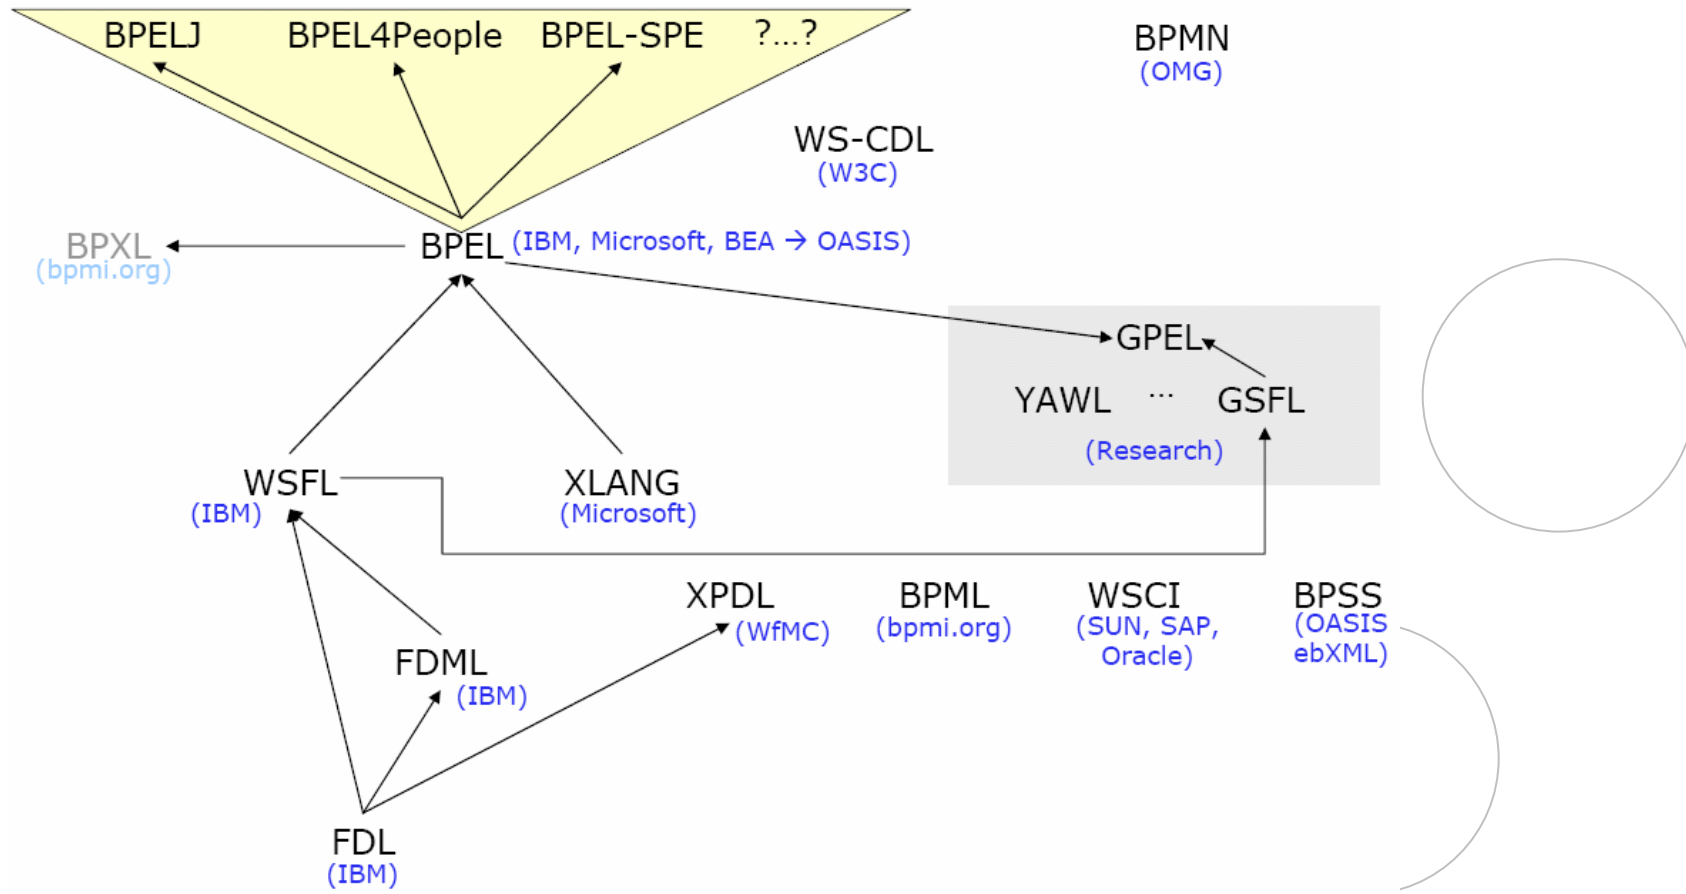 BPELJ BPEL4People BPEL-SPE ?...?
BPMN
(OMG)
WS-CDL
(W3C)
BPXL
(bpmi.org)
BPEL (IBM, Microsoft, BEA → OASIS)
GPEL
YAWL ... GSFL
(Research)
WSFL
(IBM)
XLANG
(Microsoft)
XPDL
(WfMC)
BPML
(bpmi.org)
WSCI
(SUN, SAP,
Oracle)
BPSS
(OASIS
ebXML)
FDML
(IBM)
FDL
(IBM)